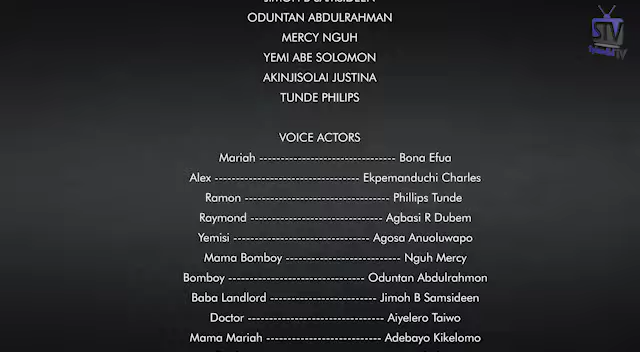 ODUNTAN ABDULRAHMAN
MERCY NGUH
YEMI ABE SOLOMON
AKINJISOLAI JUSTINA
TUNDE PHILIPS
VOICE ACTORS
Mariah -------------------------------- Bona Efua
Alex ---------------------------------- Ekpemanduchi Charles
Ramon ---------------------------------- Phillips Tunde
Raymond ------------------------------- Agbasi R Dubem
Yemisi -------------------------------- Agosa Anuoluwapo
Mama Bomboy --------------------------- Nguh Mercy
Bomboy -------------------------------- Oduntan Abdulrahmon
Baba Landlord ------------------------- Jimoh B Samsideen
Doctor -------------------------------- Aiyelero Taiwo
Mama Mariah --------------------------- Adebayo Kikelomo
STV
Splendid TV